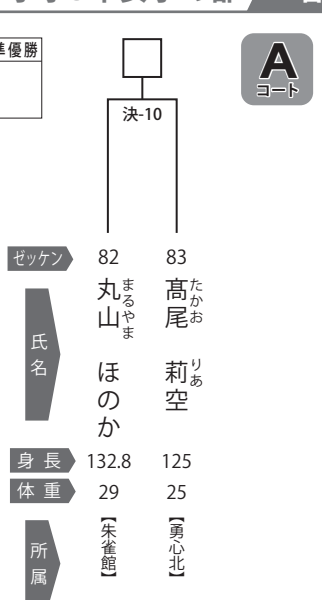 準優勝
A
コート
決-10
ゼッケン 82 83
氏名 丸山 ほのか 髙尾 莉空
まるやま たかお りあ
身長 132.8 125
体重 29 25
所属 【朱雀館】 【勇心北】